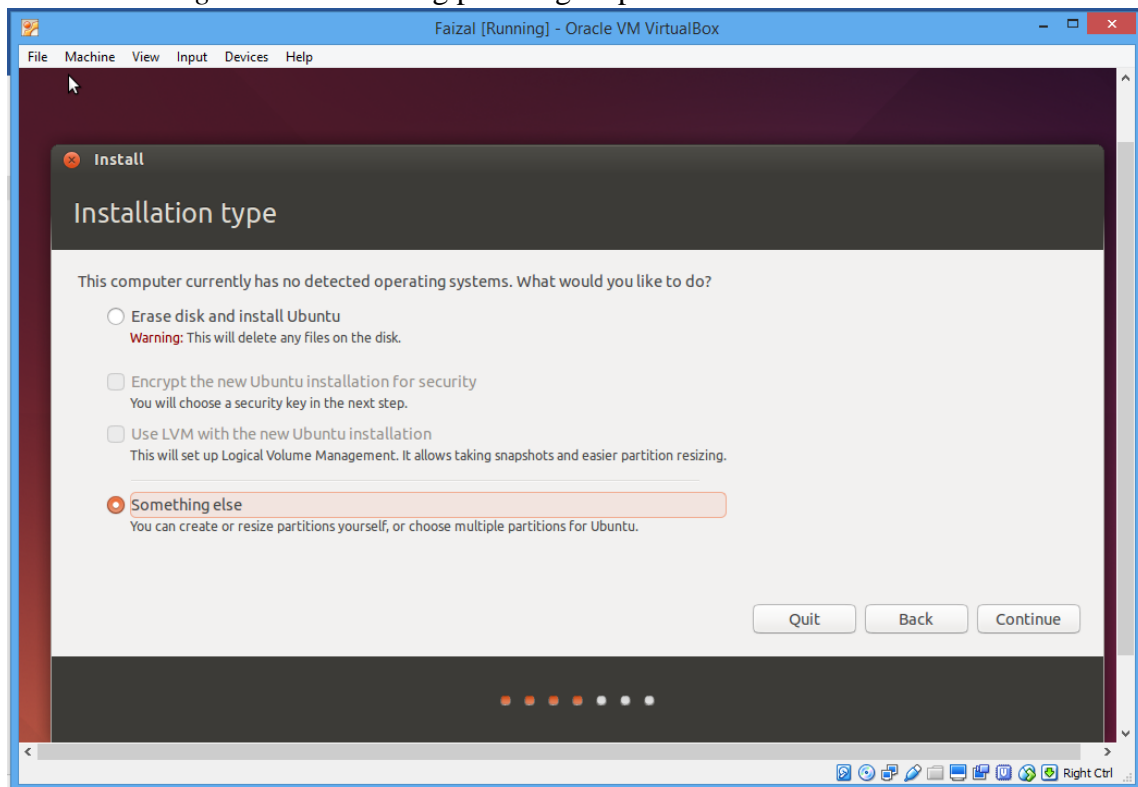 Faizal [Running] - Oracle VM VirtualBox
File Machine View Input Devices Help
Install
Installation type
This computer currently has no detected operating systems. What would you like to do?
Erase disk and install Ubuntu
Warning: This will delete any files on the disk.
Encrypt the new Ubuntu installation for security
You will choose a security key in the next step.
Use LVM with the new Ubuntu installation
This will set up Logical Volume Management. It allows taking snapshots and easier partition resizing.
Something else
You can create or resize partitions yourself, or choose multiple partitions for Ubuntu.
Quit Back Continue
Right Ctrl